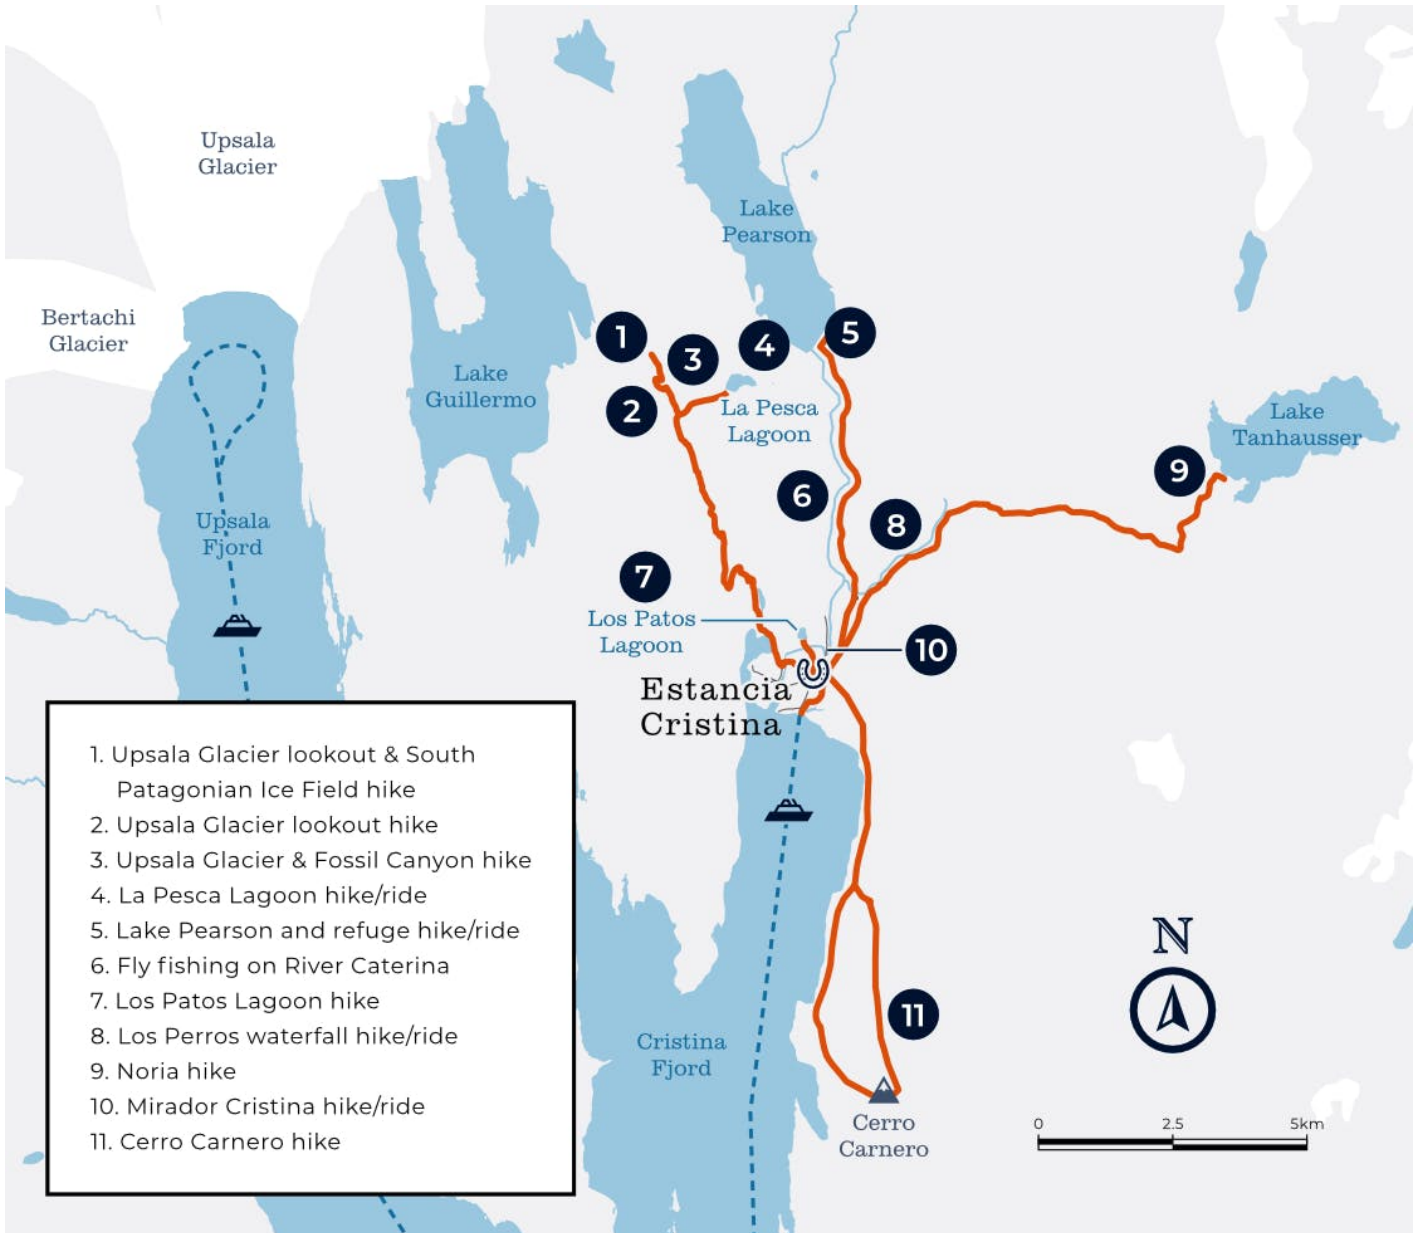 Upsala
Glacier
Lake
Pearson
Bertachi
Glacier
1
3
4
5
Lake
Guillermo
2
La Pesca
Lagoon
Lake
Tanhausser
9
6
8
Upsala
Fjord
7
Los Patos
Lagoon
10
Estancia
Cristina
1. Upsala Glacier lookout & South
Patagonian Ice Field hike
2. Upsala Glacier lookout hike
3. Upsala Glacier & Fossil Canyon hike
4. La Pesca Lagoon hike/ride
5. Lake Pearson and refuge hike/ride
6. Fly fishing on River Caterina
7. Los Patos Lagoon hike
8. Los Perros waterfall hike/ride
9. Noria hike
10. Mirador Cristina hike/ride
11. Cerro Carnero hike
N
11
Cristina
Fjord
Cerro
Carnero
0 2.5 5km